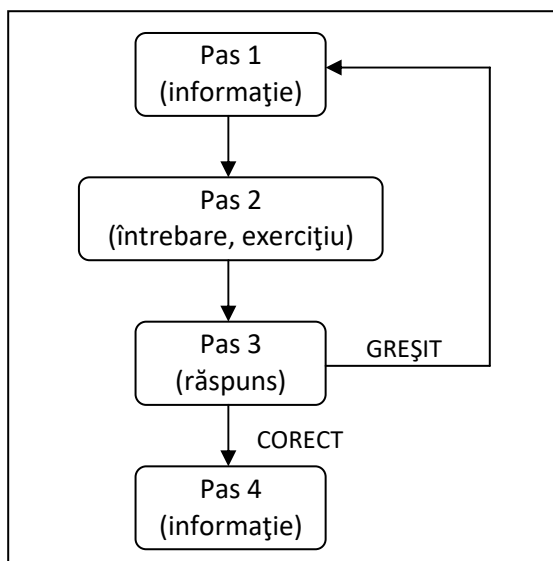 Pas 1
(informaţie)
Pas 2
(întrebare, exerciţiu)
Pas 3
(răspuns)
GREŞIT
CORECT
Pas 4
(informaţie)